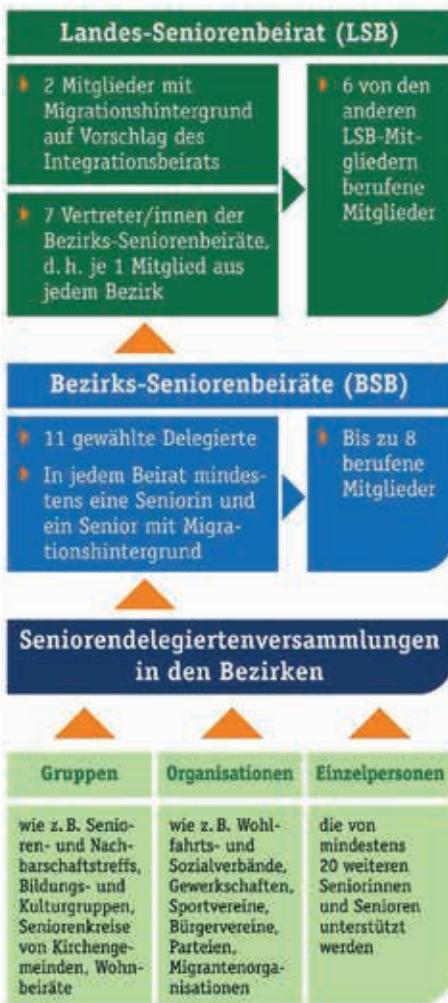 Landes-Seniorenbeirat (LSB)
2 Mitglieder mit
Migrationshintergrund
auf Vorschlag des
Integrationsbeirats
7 Vertreter/innen der
Bezirks-Seniorenbeiräte,
d. h. je 1 Mitglied aus
jedem Bezirk
6 von den
anderen
LSB-Mit-
gliedern
berufene
Mitglieder
Bezirks-Seniorenbeiräte (BSB)
11 gewählte Delegierte
In jedem Beirat mindes-
tens eine Seniorin und
ein Senior mit Migra-
tionshintergrund
Bis zu 8
berufene
Mitglieder
Seniorendelegiertenversammlungen
in den Bezirken
Gruppen
wie z. B. Senio-
ren- und Nach-
barschaftstreffs,
Bildungs- und
Kulturgruppen,
Seniorenkreise
von Kirchenge-
meinden, Wohn-
beiräte
Organisationen
wie z. B. Wohl-
fahrts- und
Sozialverbände,
Gewerkschaften,
Sportvereine,
Bürgervereine,
Parteien,
Migrantenorga-
nisationen
Einzelpersonen
die von
mindestens
20 weiteren
Seniorinnen
und Senioren
unterstützt
werden